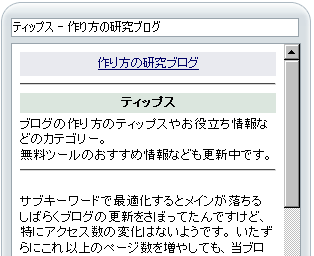 ティップス - 作り方の研究ブログ
作り方の研究ブログ
ティップス
ブログの作り方のティップスやお役立ち情報な
どのカテゴリー。
無料ツールのおすすめ情報なども更新中です。
サブキーワードで最適化するとメインが落ちる
しばらくブログの更新をさぼってたんですけど、
特にアクセス数の変化はないようです。いたず
らにこれ以上のページ数を増やしても、当ブロ